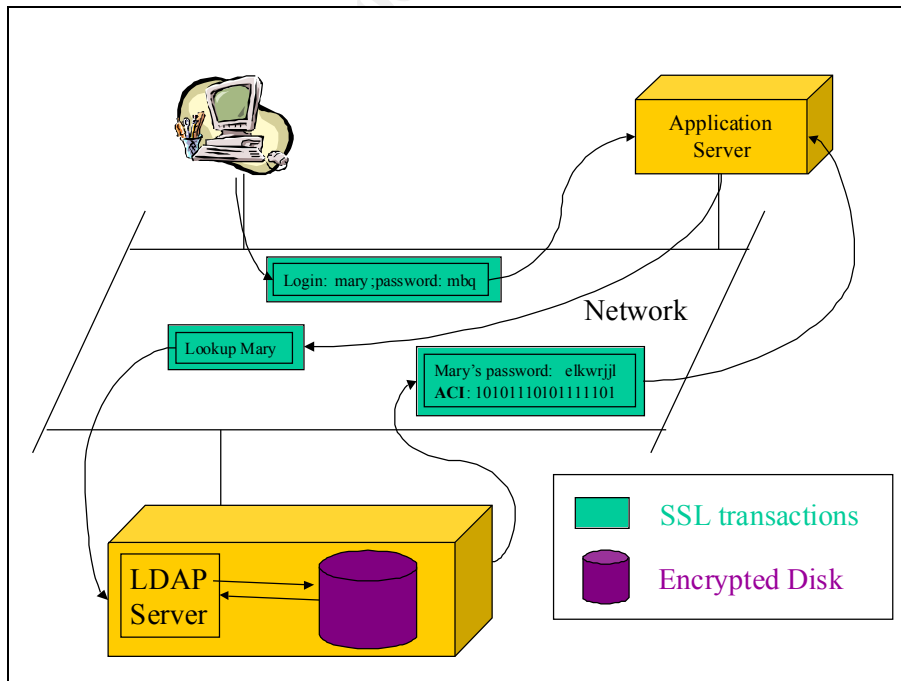 Application
Server
Login: mary;password: mbq
Network
Lookup Mary
Mary's password: elkwrjjl
ACI: 10101110101111101
SSL transactions
LDAP
Server
Encrypted Disk